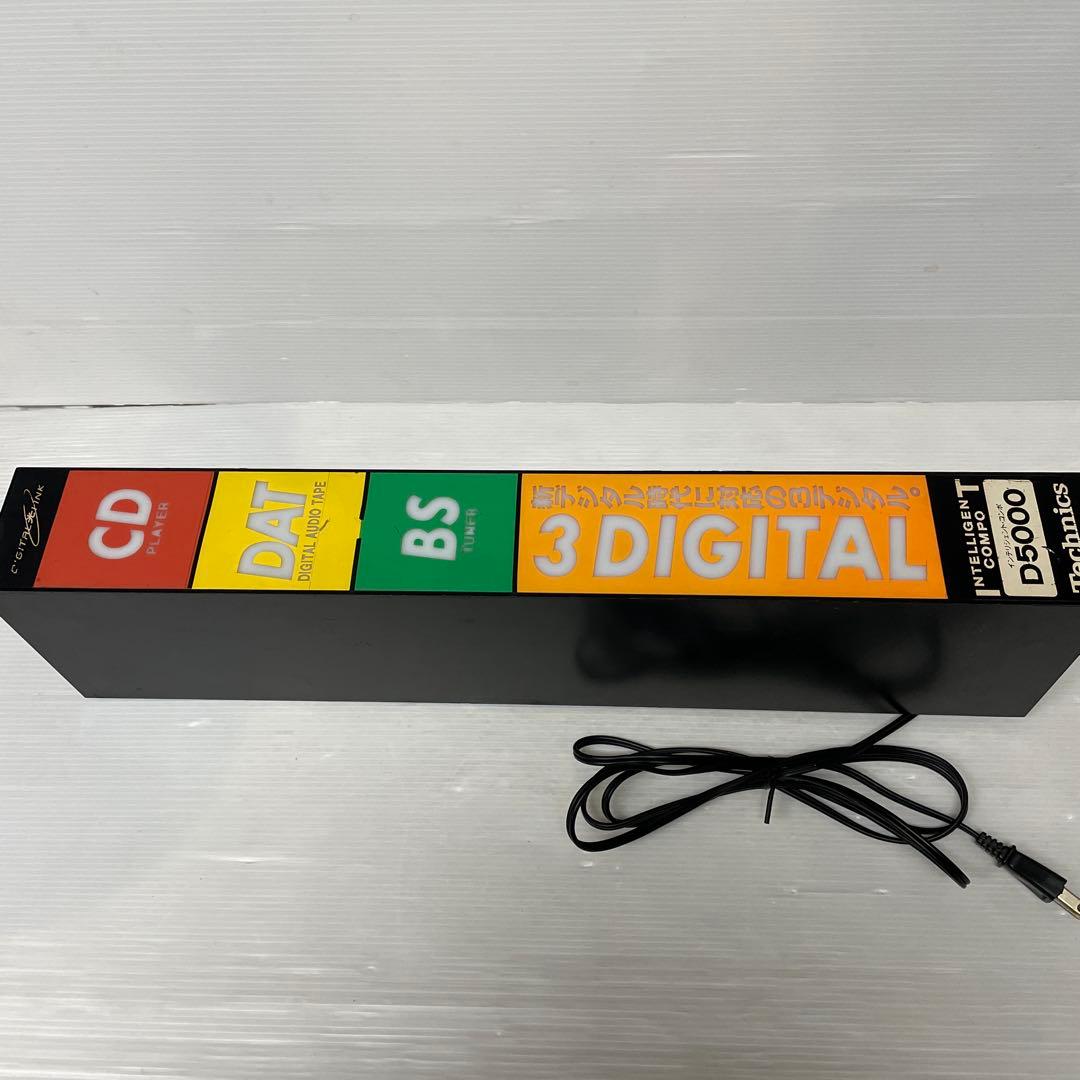 CD
PLAYER
DAT
DIGITAL AUDIO TAPE
BS
TUNER
新デジタル時代に対応の3デジタル。
3 DIGITAL
INTELLIGENT
COMPO
インテリジェントコンポ
D5000
Technics